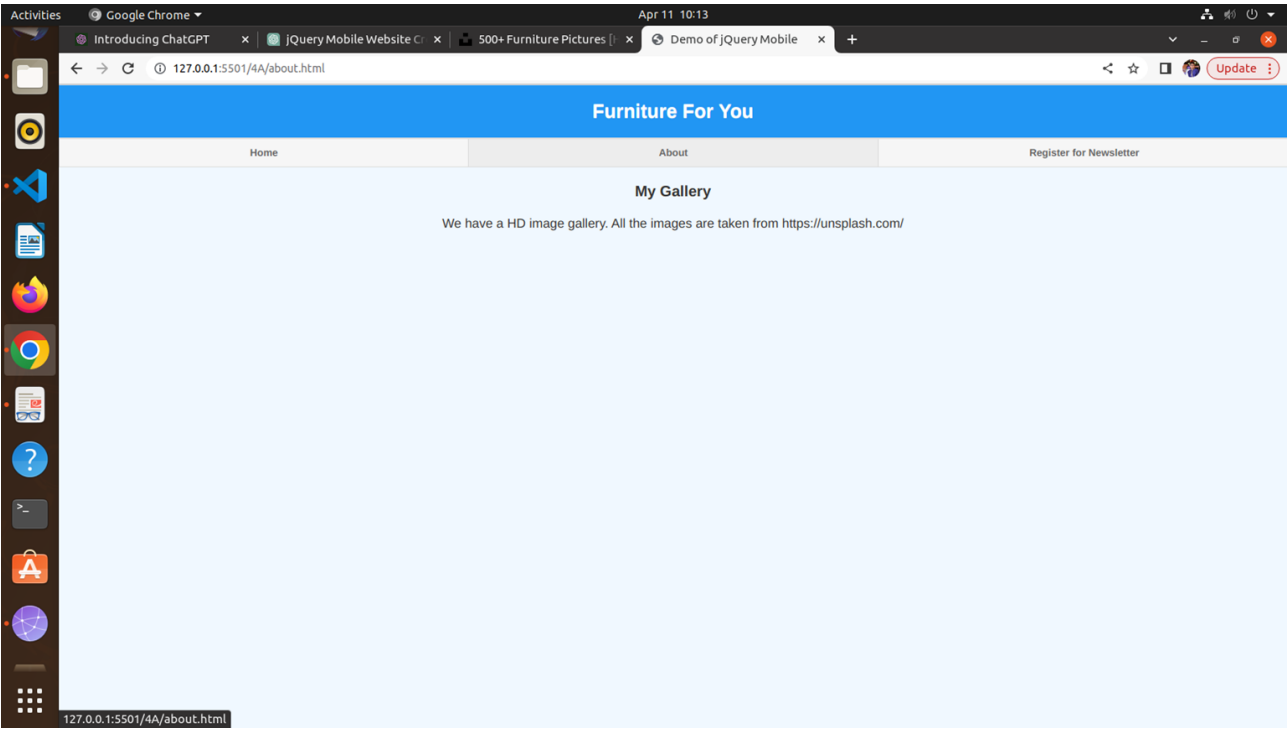 Activities Google Chrome Apr 11 10:13
Introducing ChatGPT jQuery Mobile Website Cr 500+ Furniture Pictures [H Demo of jQuery Mobile
127.0.0.1:5501/4A/about.html Update
Furniture For You
Home About Register for Newsletter
My Gallery
We have a HD image gallery. All the images are taken from https://unsplash.com/
127.0.0.1:5501/4A/about.html